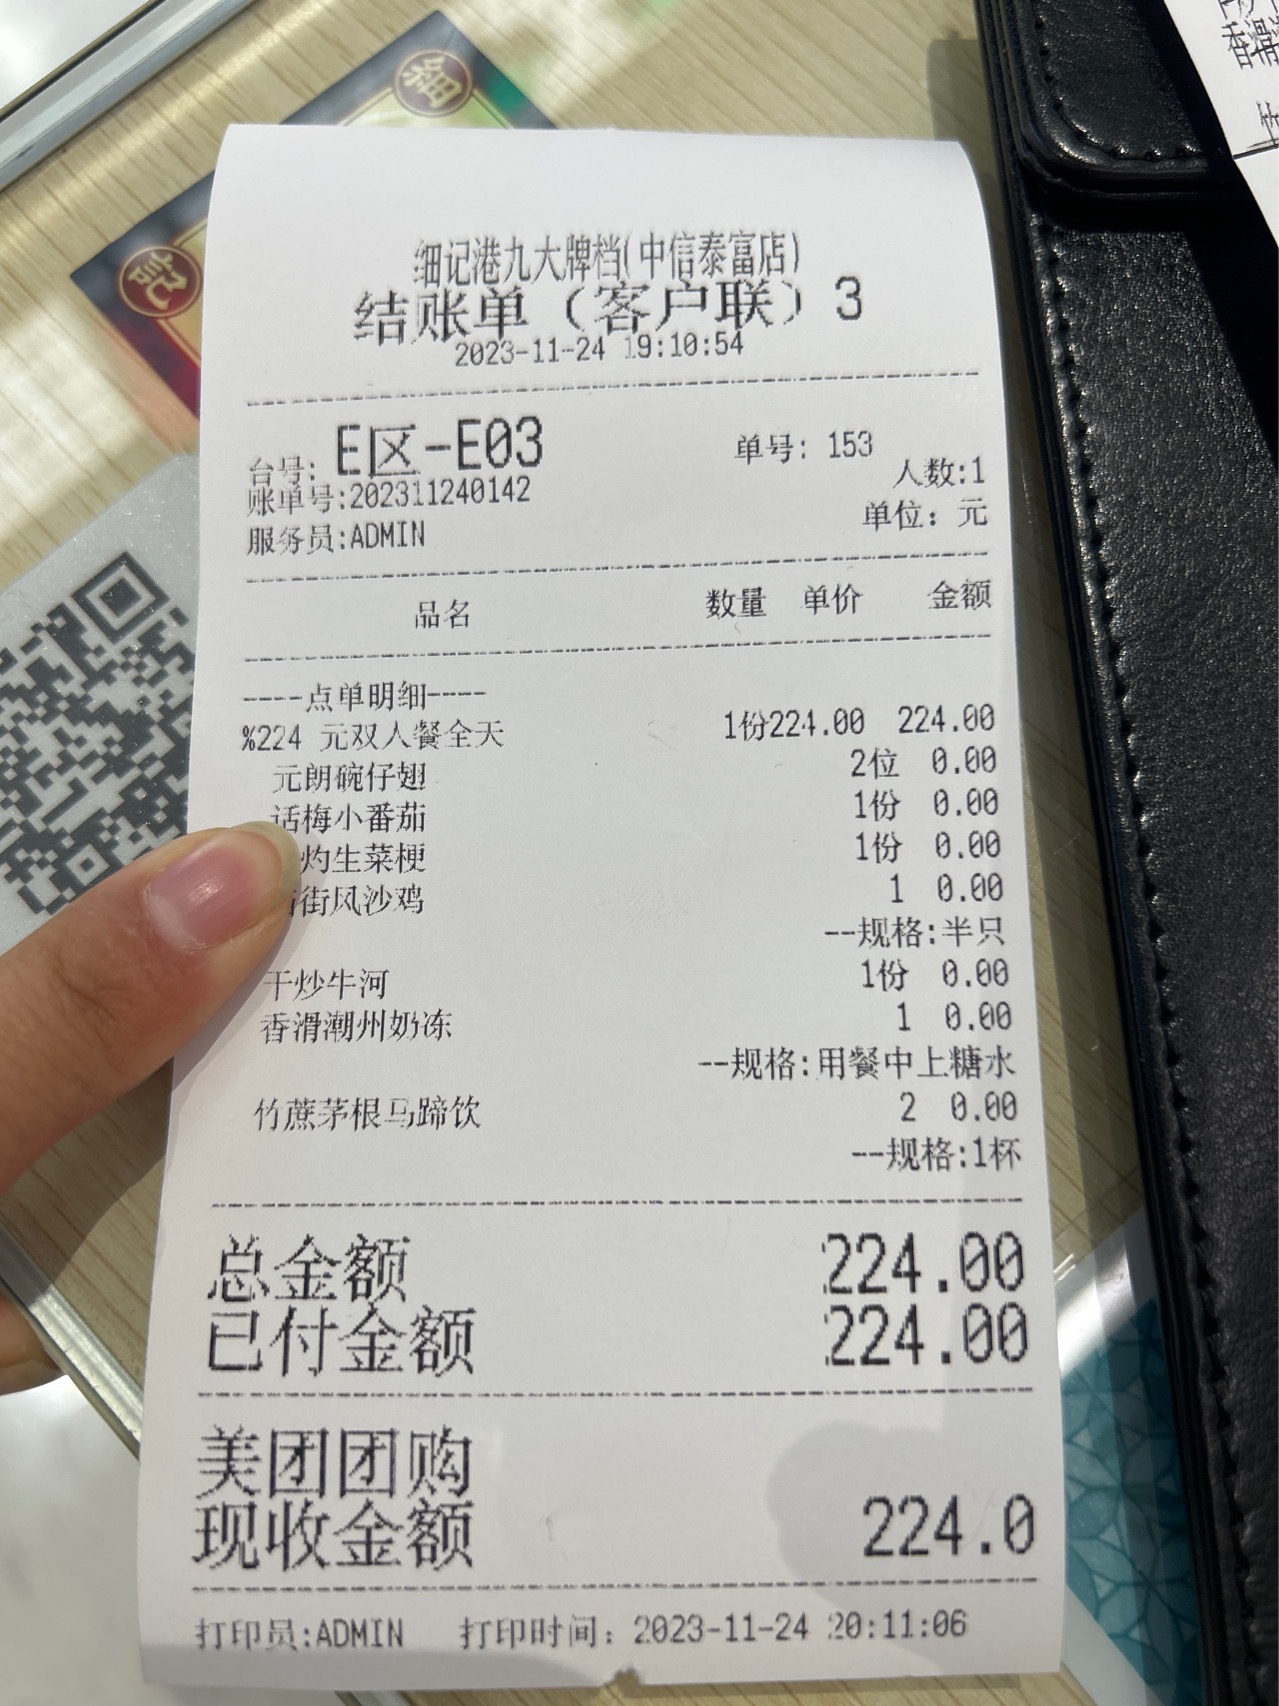 細
記
细记港九大牌档(中信泰富店)
结账单（客户联）3
2023-11-24 19:10:54
台号: E区-E03 单号: 153
账单号:202311240142 人数:1
服务员:ADMIN 单位: 元
品名 数量 单价 金额
----点单明细----
%224 元双人餐全天 1份224.00 224.00
元朗碗仔翅 2位 0.00
话梅小番茄 1份 0.00
灼生菜梗 1份 0.00
街风沙鸡 1 0.00
--规格:半只
干炒牛河 1份 0.00
香滑潮州奶冻 1 0.00
--规格:用餐中上糖水
竹蔗茅根马蹄饮 2 0.00
--规格:1杯
总金额 224.00
已付金额 224.00
美团团购
现收金额 224.0
打印员:ADMIN 打印时间: 2023-11-24 20:11:06
香滑